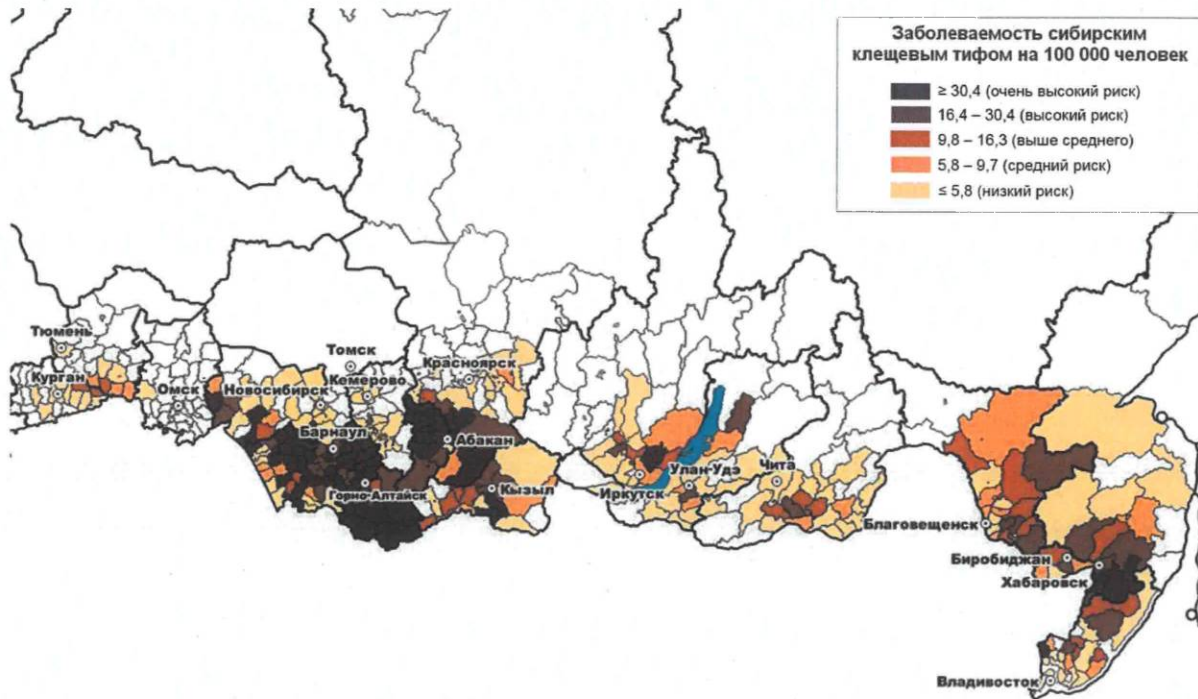 Заболеваемость сибирским
клещевым тифом на 100 000 человек
≥ 30,4 (очень высокий риск)
16,4 – 30,4 (высокий риск)
9,8 – 16,3 (выше среднего)
5,8 – 9,7 (средний риск)
≤ 5,8 (низкий риск)
Тюмень
Томск
Курган
Омск
Новосибирск
Кемерово
Красноярск
Барнаул
Абакан
Горно-Алтайск
Кызыл
Иркутск
Улан-Удэ
Чита
Благовещенск
Биробиджан
Хабаровск
Владивосток